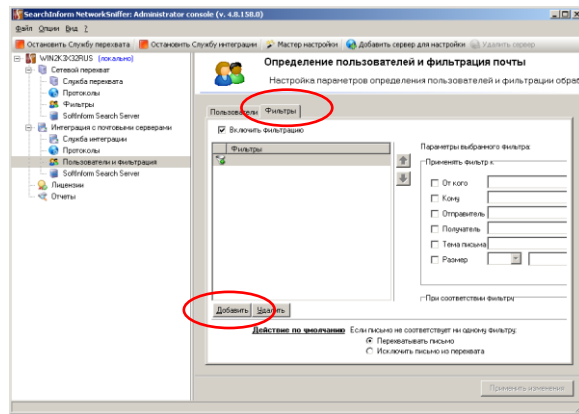 SearchInform NetworkSniffer: Administrator console (v. 4.8.158.0)
Файл Опции Вид ?
Остановить Службу перехвата Остановить Службу интеграции Мастер настройки Добавить сервер для настройки Удалить сервер
WIN2K3X32RUS (локально)
Сетевой перехват
Служба перехвата
Протоколы
Фильтры
SoftInform Search Server
Интеграция с почтовыми серверами
Служба интеграции
Протоколы
Пользователи и фильтрация
SoftInform Search Server
Лицензии
Отчеты
Определение пользователей и фильтрация почты
Настройка параметров определения пользователей и фильтрации обраб
Пользователи Фильтры
Включить фильтрацию
Фильтры
Параметры выбранного фильтра:
Применять фильтр к
От кого
Кому
Отправитель
Получатель
Тема письма
Размер
При соответствии фильтру
Добавить Удалить
Действие по умолчанию Если письмо не соответствует ни одному фильтру:
Перехватывать письмо
Исключить письмо из перехвата
Применить изменения